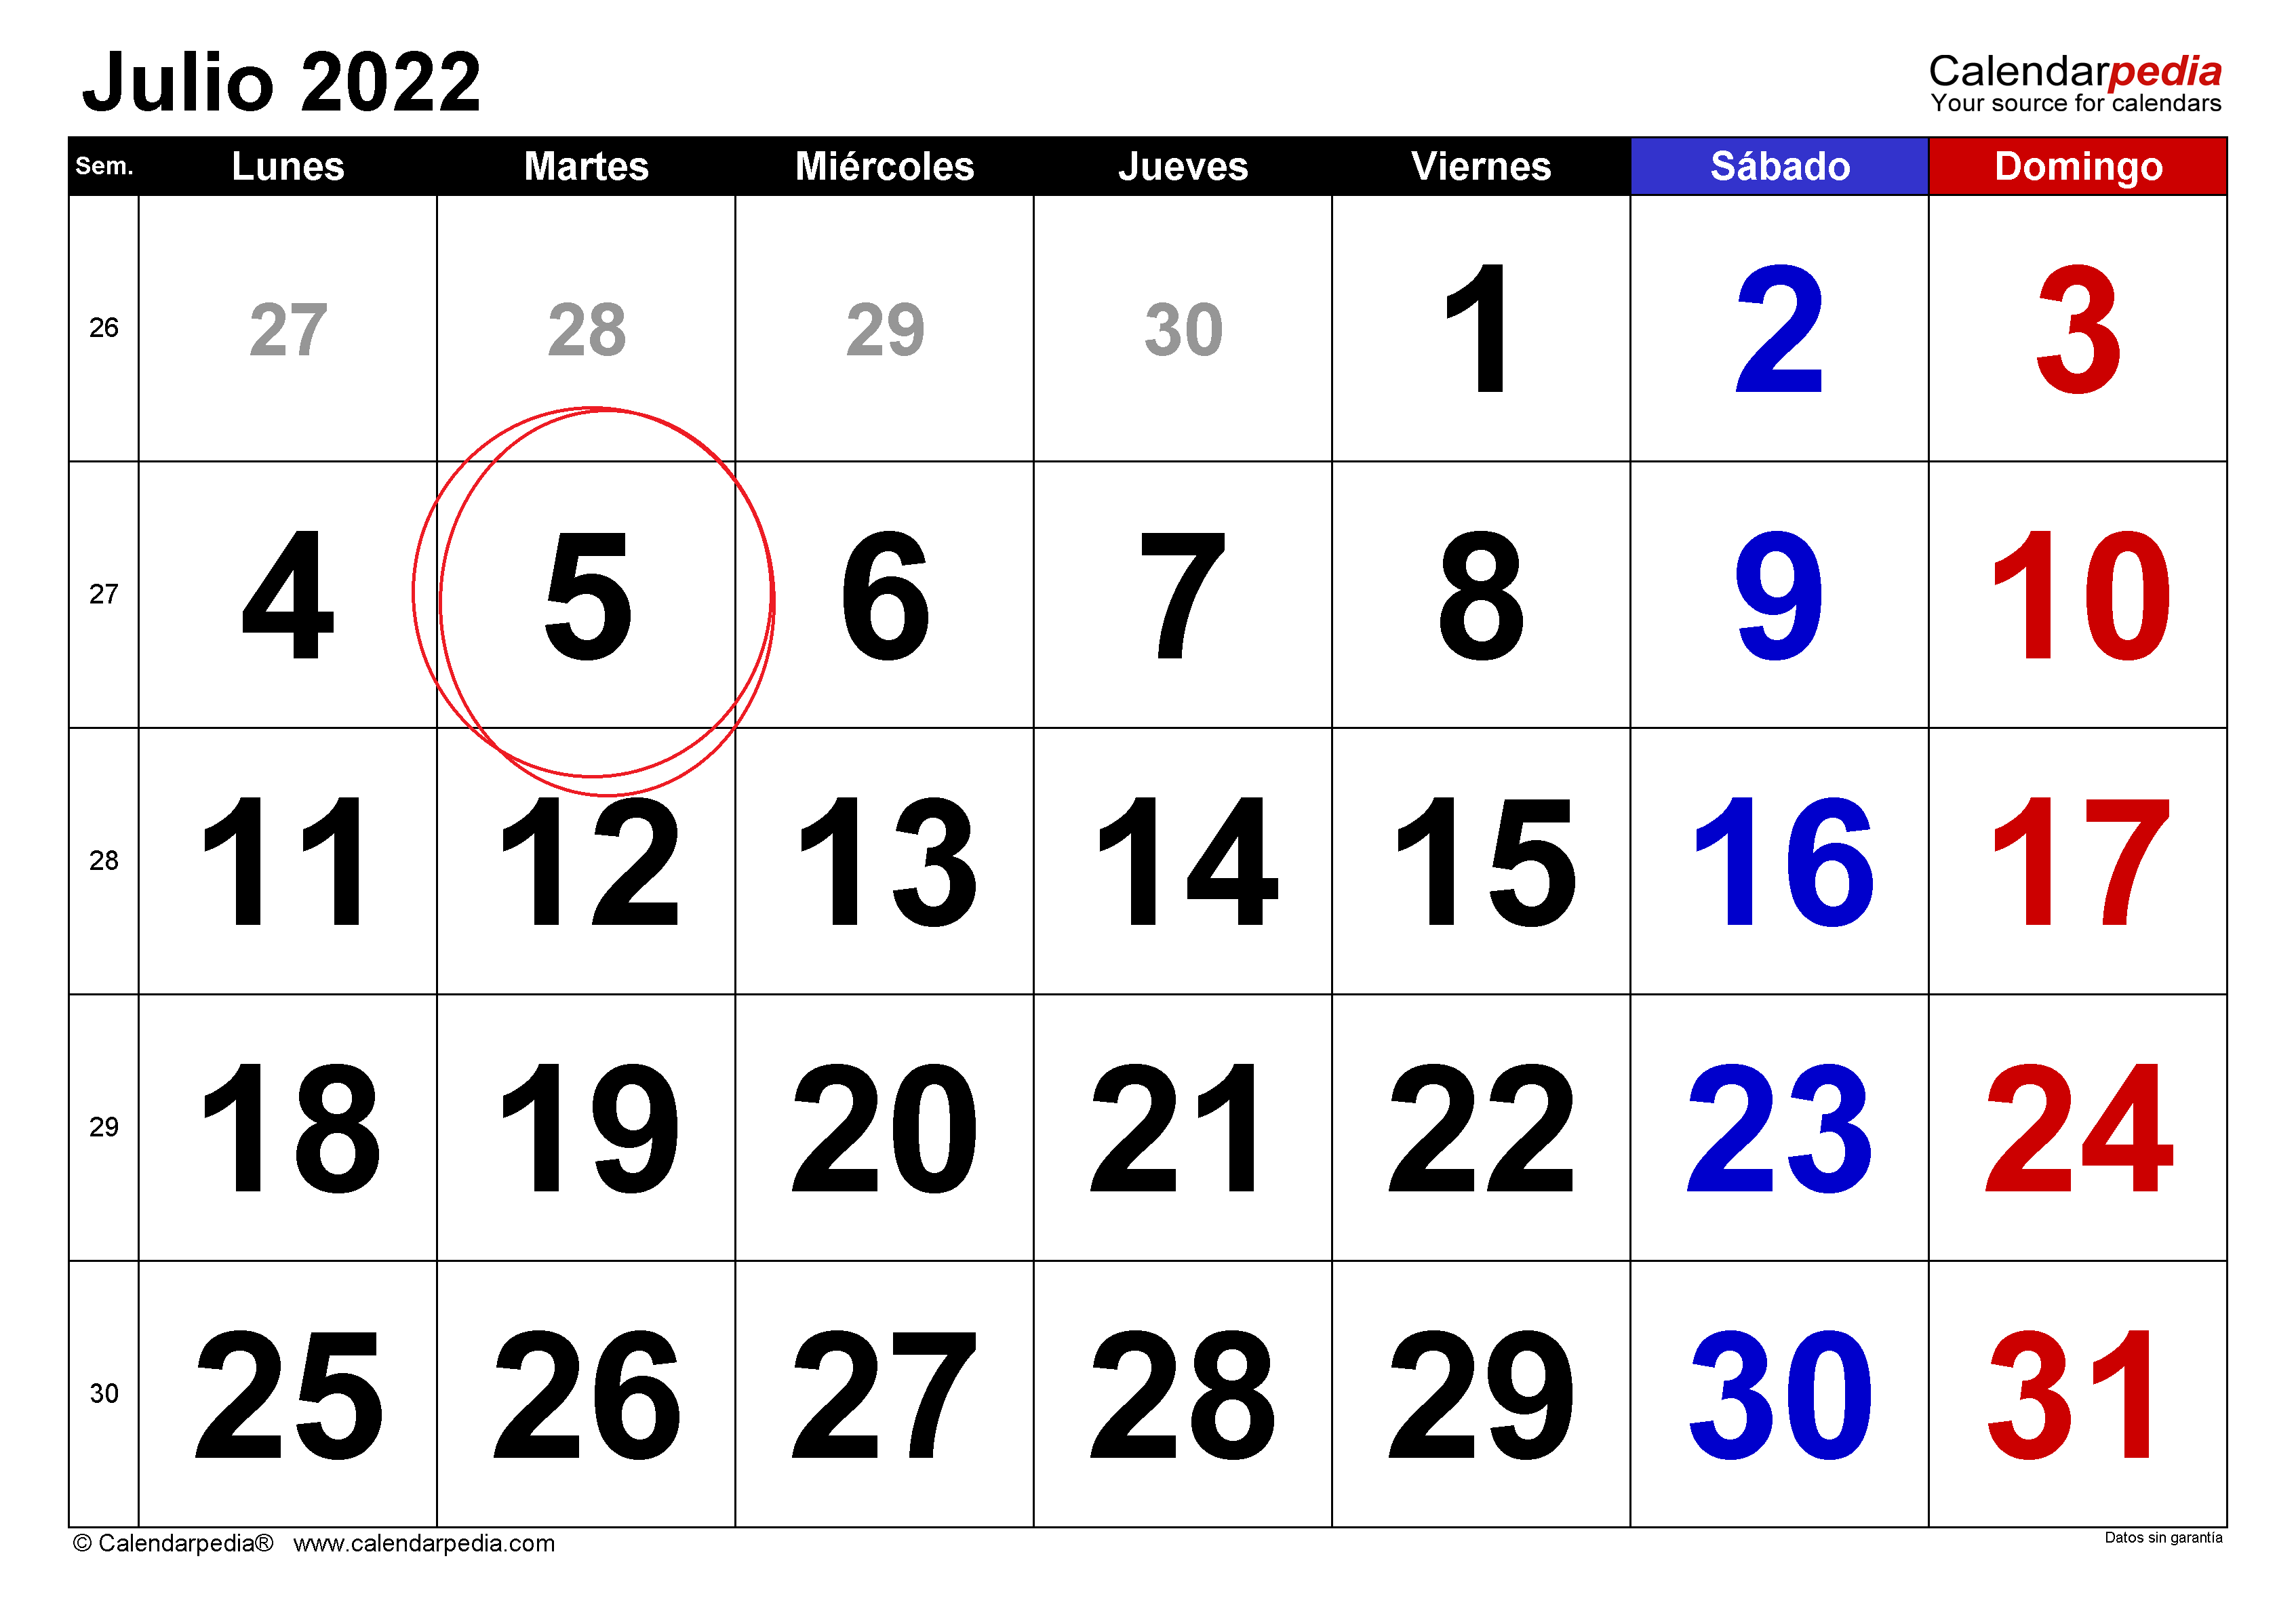 Julio 2022
Calendarpedia
Your source for calendars
Sem. Lunes Martes Miércoles Jueves Viernes Sábado Domingo
26 27 28 29 30 1 2 3
27 4 5 6 7 8 9 10
28 11 12 13 14 15 16 17
29 18 19 20 21 22 23 24
30 25 26 27 28 29 30 31
© Calendarpedia® www.calendarpedia.com Datos sin garantía